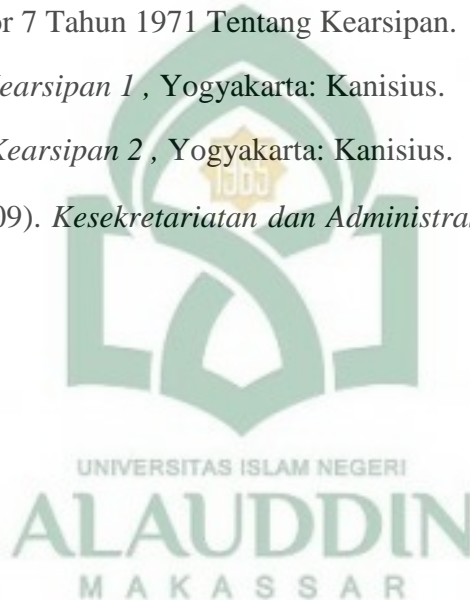 or 7 Tahun 1971 Tentang Kearsipan.
Kearsipan 1 , Yogyakarta: Kanisius.
Kearsipan 2 , Yogyakarta: Kanisius.
09). Kesekretariatan dan Administra
1965
UNIVERSITAS ISLAM NEGERI
ALAUDDIN
MAKASSAR